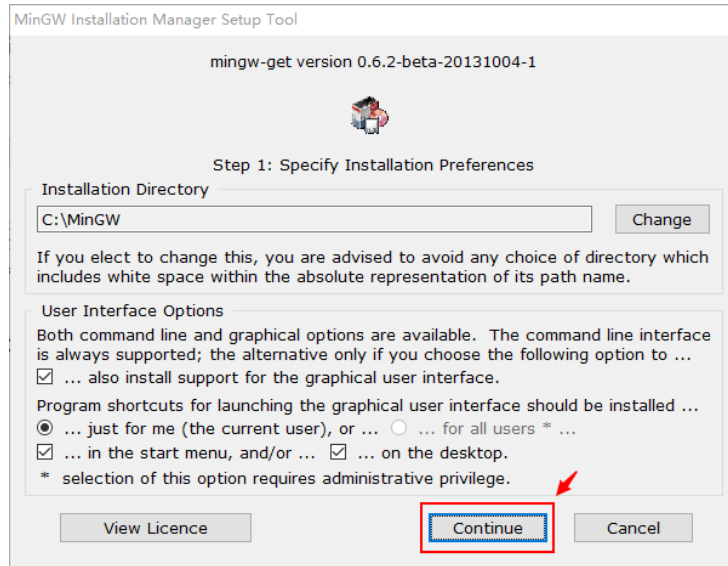 MinGW Installation Manager Setup Tool
mingw-get version 0.6.2-beta-20131004-1
Step 1: Specify Installation Preferences
Installation Directory
C:\MinGW
Change
If you elect to change this, you are advised to avoid any choice of directory which
includes white space within the absolute representation of its path name.
User Interface Options
Both command line and graphical options are available. The command line interface
is always supported; the alternative only if you choose the following option to ...
... also install support for the graphical user interface.
Program shortcuts for launching the graphical user interface should be installed ...
... just for me (the current user), or ... ... for all users * ...
... in the start menu, and/or ... ... on the desktop.
* selection of this option requires administrative privilege.
View Licence Continue Cancel